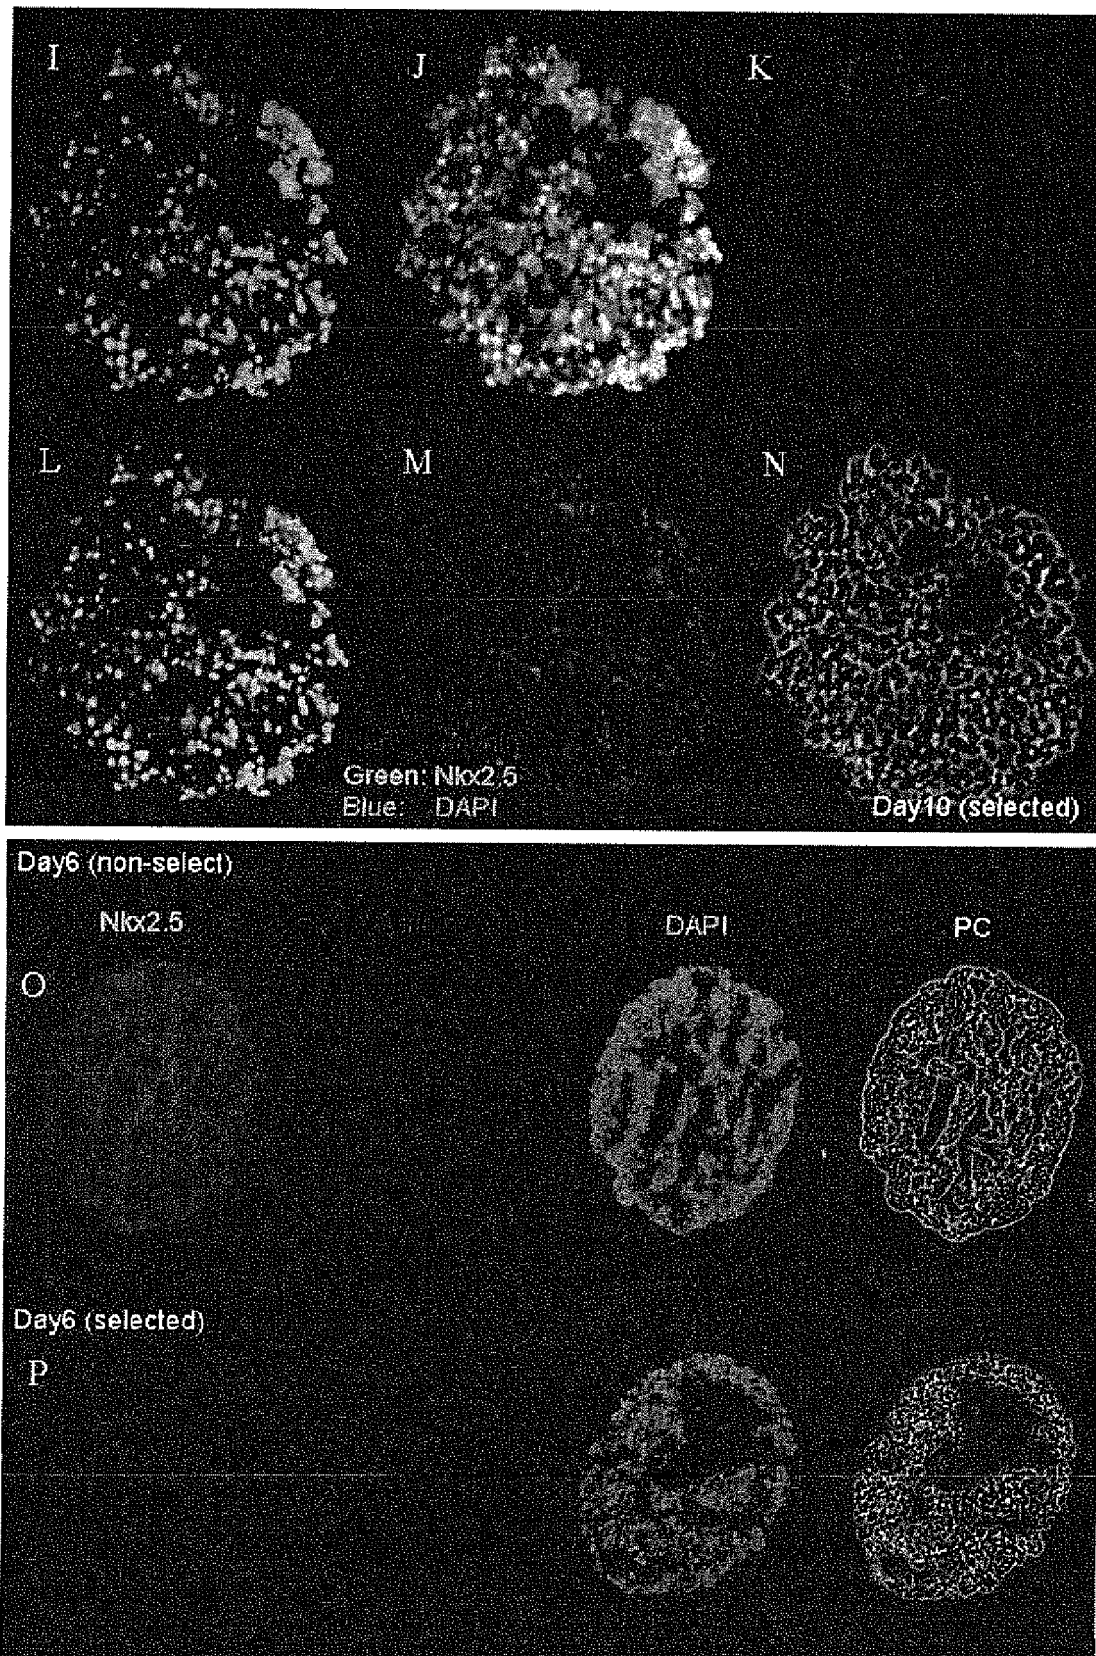 I J K
L M N
Green: Nkx2.5
Blue: DAPI
Day10 (selected)
Day6 (non-select)
Nkx2.5 DAPI PC
O
Day6 (selected)
P